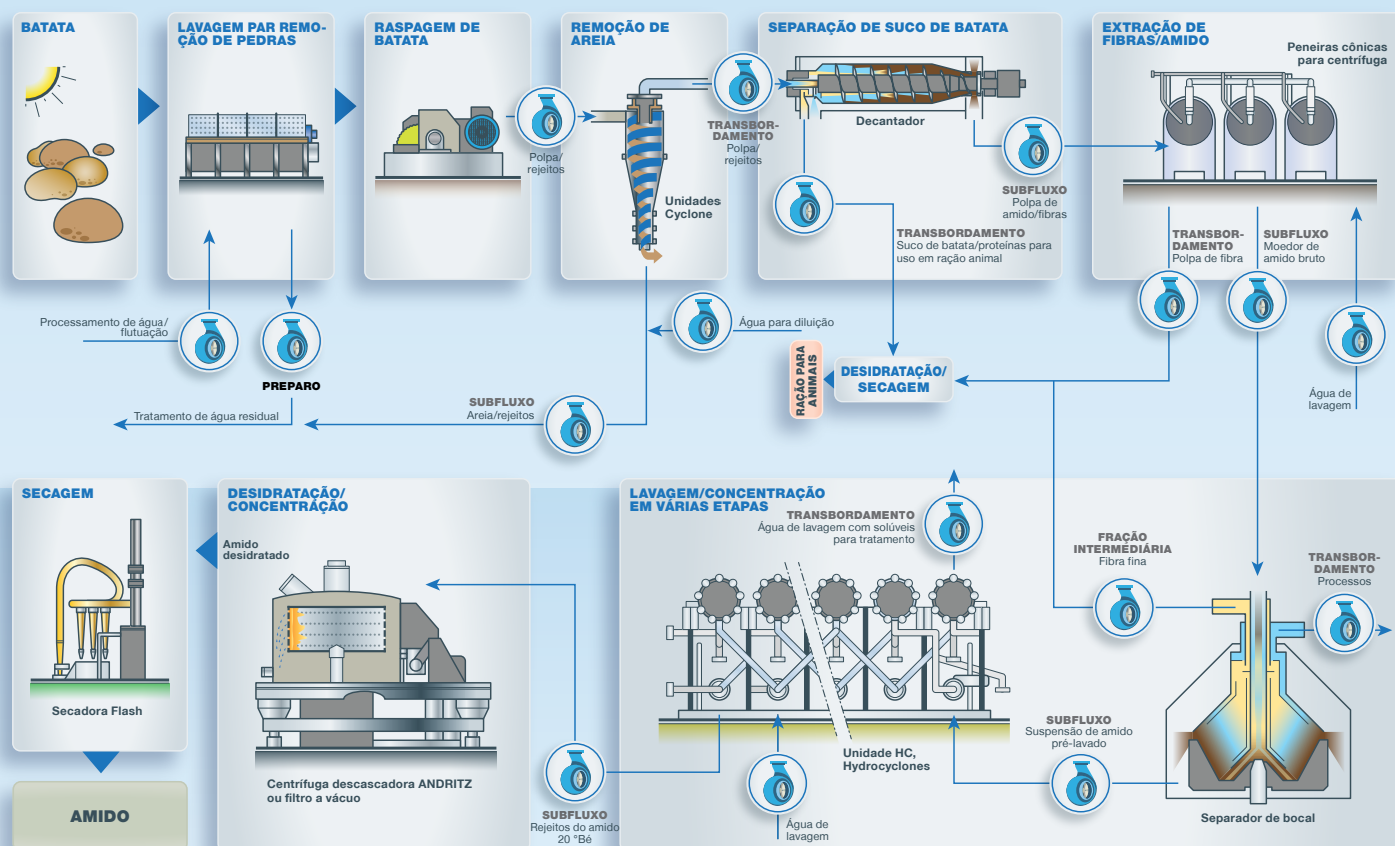 BATATA
LAVAGEM PAR REMO-
ÇÃO DE PEDRAS
RASPAGEM DE
BATATA
REMOÇÃO DE
AREIA
SEPARAÇÃO DE SUCO DE BATATA
EXTRAÇÃO DE
FIBRAS/AMIDO
Peneiras cônicas
para centrífuga
Polpa/
rejeitos
Unidades
Cyclone
TRANSBOR-
DAMENTO
Polpa/
rejeitos
Decantador
SUBFLUXO
Polpa de
amido/fibras
TRANSBORDAMENTO
Suco de batata/proteínas para
uso em ração animal
TRANSBOR-
DAMENTO
Polpa de fibra
SUBFLUXO
Moedor de
amido bruto
Processamento de água/
flutuação
PREPARO
Tratamento de água residual
SUBFLUXO
Areia/rejeitos
Água para diluição
RAÇÃO PARA
ANIMAIS
DESIDRATAÇÃO/
SECAGEM
Água de
lavagem
SECAGEM
Secadora Flash
AMIDO
DESIDRATAÇÃO/
CONCENTRAÇÃO
Amido
desidratado
Centrífuga descascadora ANDRITZ
ou filtro a vácuo
SUBFLUXO
Rejeitos do amido
20 °Bé
LAVAGEM/CONCENTRAÇÃO
EM VÁRIAS ETAPAS
TRANSBORDAMENTO
Água de lavagem com solúveis
para tratamento
Unidade HC,
Hydrocyclones
Água de
lavagem
FRAÇÃO
INTERMEDIÁRIA
Fibra fina
TRANSBOR-
DAMENTO
Processos
SUBFLUXO
Suspensão de amido
pré-lavado
Separador de bocal